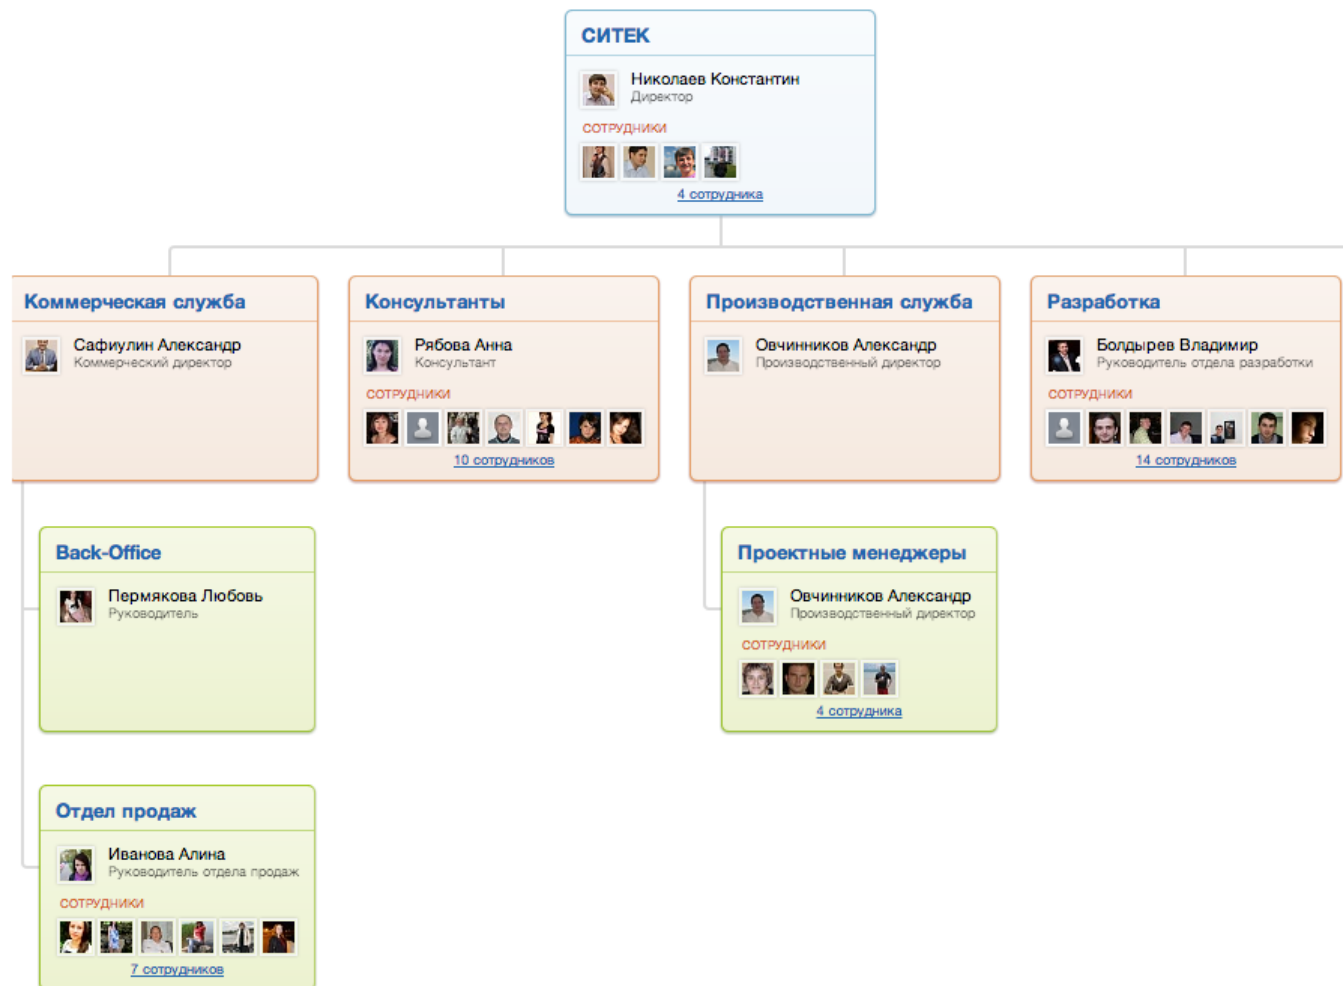 СИТЕК
Николаев Константин
Директор
СОТРУДНИКИ
4 сотрудника
Коммерческая служба
Сафиулин Александр
Коммерческий директор
Консультанты
Рябова Анна
Консультант
СОТРУДНИКИ
10 сотрудников
Производственная служба
Овчинников Александр
Производственный директор
Разработка
Болдырев Владимир
Руководитель отдела разработки
СОТРУДНИКИ
14 сотрудников
Back-Office
Пермякова Любовь
Руководитель
Проектные менеджеры
Овчинников Александр
Производственный директор
СОТРУДНИКИ
4 сотрудника
Отдел продаж
Иванова Алина
Руководитель отдела продаж
СОТРУДНИКИ
7 сотрудников